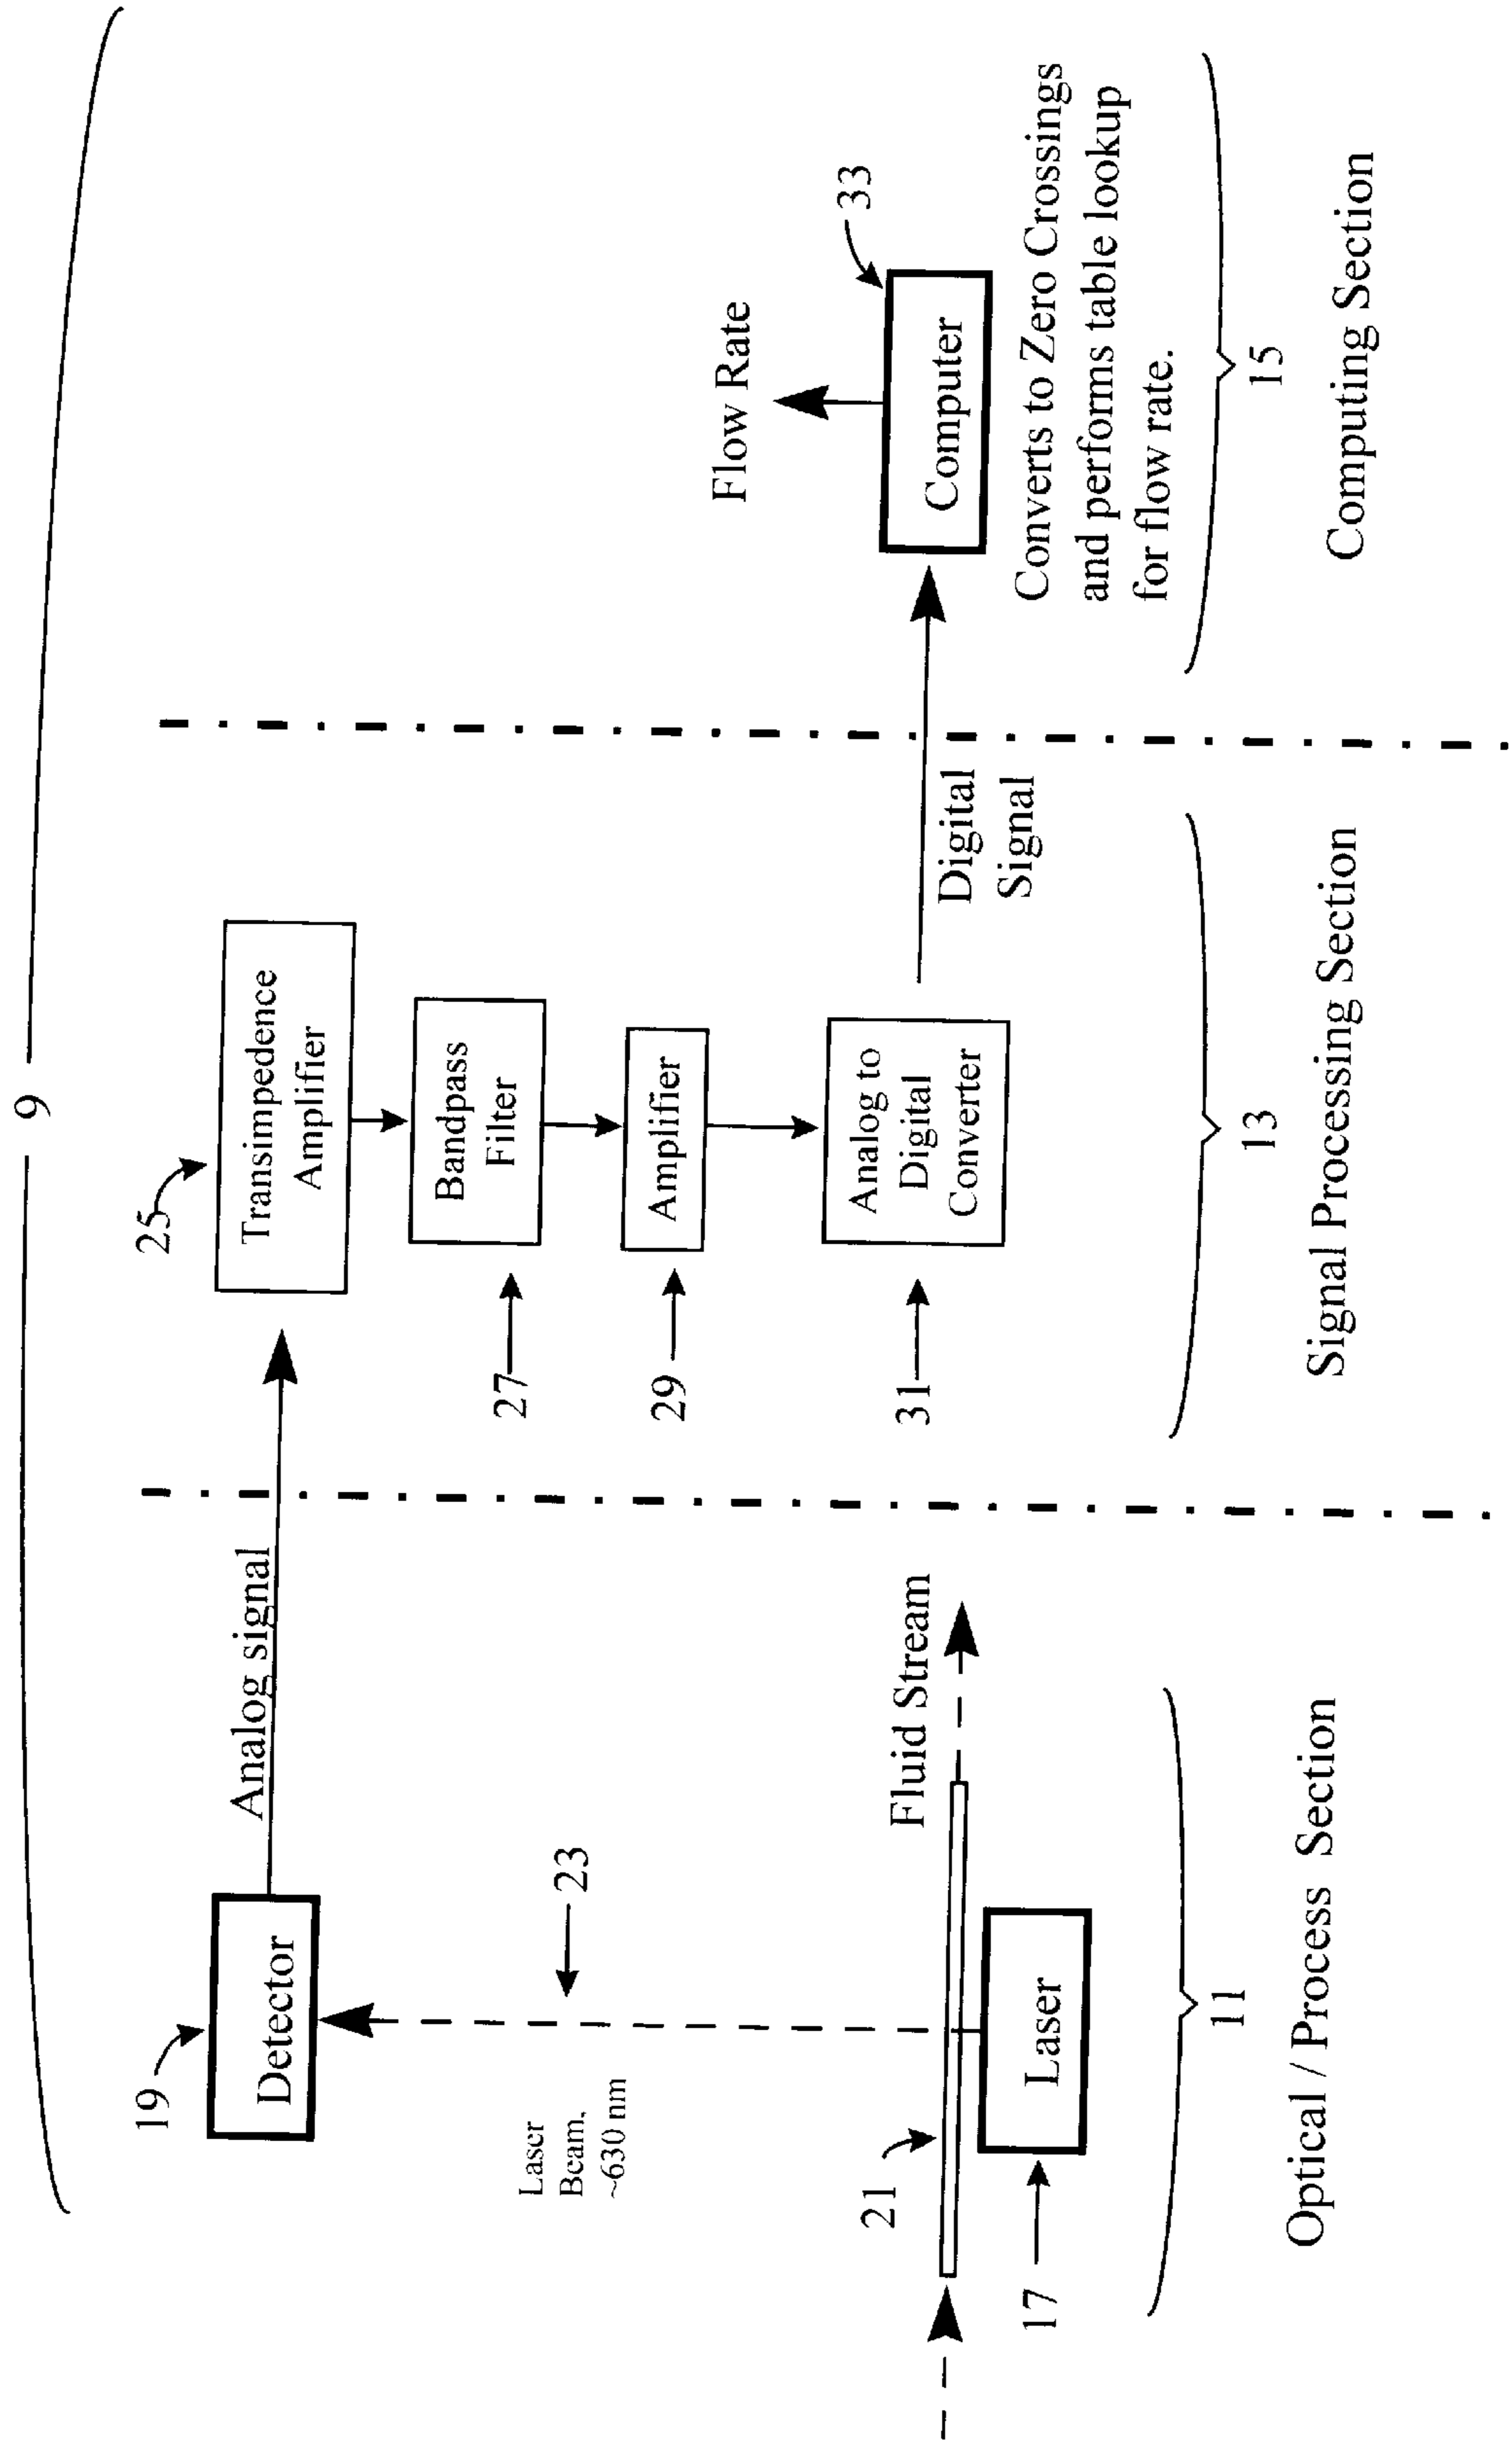 9
19
Detector
Analog signal
Laser
Beam,
~630 nm
23
21
Fluid Stream
17
Laser
11
Optical / Process Section
25
Transimpedence
Amplifier
27
Bandpass
Filter
29
Amplifier
31
Analog to
Digital
Converter
Digital
Signal
13
Signal Processing Section
Flow Rate
33
Computer
Converts to Zero Crossings
and performs table lookup
for flow rate.
15
Computing Section